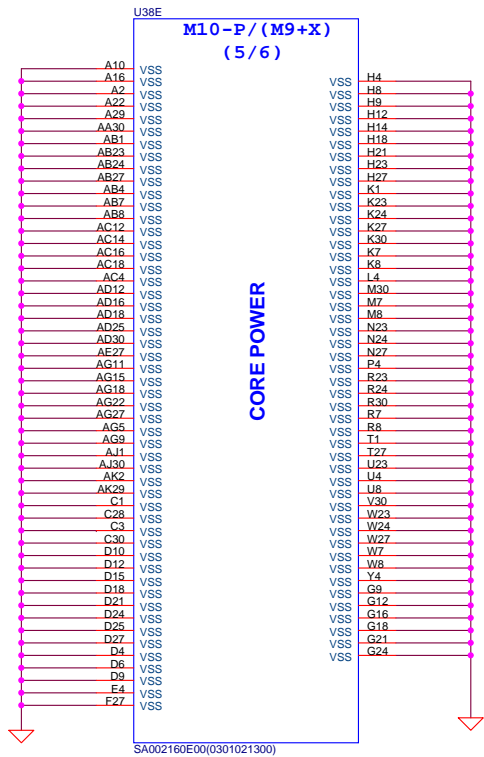 U38E
M10-P/(M9+X)
(5/6)
A10 VSS
A16 VSS
A2 VSS
A22 VSS
A29 VSS
AA30 VSS
AB1 VSS
AB23 VSS
AB24 VSS
AB27 VSS
AB4 VSS
AB7 VSS
AB8 VSS
AC12 VSS
AC14 VSS
AC16 VSS
AC18 VSS
AC4 VSS
AD12 VSS
AD16 VSS
AD18 VSS
AD25 VSS
AD30 VSS
AE27 VSS
AG11 VSS
AG15 VSS
AG18 VSS
AG22 VSS
AG27 VSS
AG5 VSS
AG9 VSS
AJ1 VSS
AJ30 VSS
AK2 VSS
AK29 VSS
C1 VSS
C28 VSS
C3 VSS
C30 VSS
D10 VSS
D12 VSS
D15 VSS
D18 VSS
D21 VSS
D24 VSS
D25 VSS
D27 VSS
D4 VSS
D6 VSS
D9 VSS
E4 VSS
F27 VSS
CORE POWER
VSS H4
VSS H8
VSS H9
VSS H12
VSS H14
VSS H18
VSS H21
VSS H23
VSS H27
VSS K1
VSS K23
VSS K24
VSS K27
VSS K30
VSS K7
VSS K8
VSS L4
VSS M30
VSS M7
VSS M8
VSS N23
VSS N24
VSS N27
VSS P4
VSS R23
VSS R24
VSS R30
VSS R7
VSS R8
VSS T1
VSS T27
VSS U23
VSS U4
VSS U8
VSS V30
VSS W23
VSS W24
VSS W27
VSS W7
VSS W8
VSS Y4
VSS G9
VSS G12
VSS G16
VSS G18
VSS G21
VSS G24
SA002160E00(0301021300)